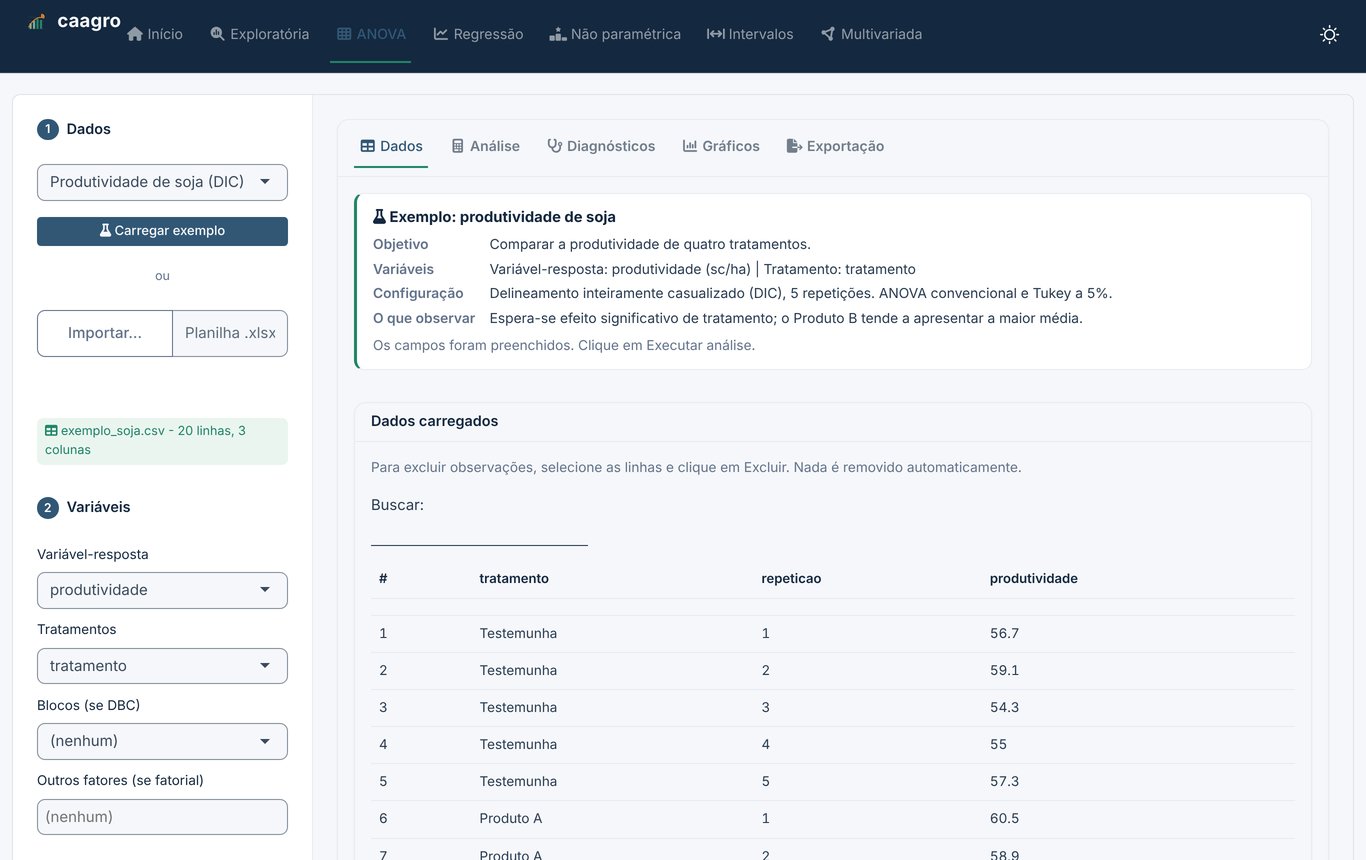 caagro
Início
Exploratória
ANOVA
Regressão
Não paramétrica
Intervalos
Multivariada
1 Dados
Produtividade de soja (DIC)
Carregar exemplo
ou
Importar...
Planilha .xlsx
exemplo_soja.csv - 20 linhas, 3
colunas
2 Variáveis
Variável-resposta
produtividade
Tratamentos
tratamento
Blocos (se DBC)
(nenhum)
Outros fatores (se fatorial)
(nenhum)
Dados
Análise
Diagnósticos
Gráficos
Exportação
Exemplo: produtividade de soja
Objetivo Comparar a produtividade de quatro tratamentos.
Variáveis Variável-resposta: produtividade (sc/ha) | Tratamento: tratamento
Configuração Delineamento inteiramente casualizado (DIC), 5 repetições. ANOVA convencional e Tukey a 5%.
O que observar Espera-se efeito significativo de tratamento; o Produto B tende a apresentar a maior média.
Os campos foram preenchidos. Clique em Executar análise.
Dados carregados
Para excluir observações, selecione as linhas e clique em Excluir. Nada é removido automaticamente.
Buscar:
# tratamento repeticao produtividade
1 Testemunha 1 56.7
2 Testemunha 2 59.1
3 Testemunha 3 54.3
4 Testemunha 4 55
5 Testemunha 5 57.3
6 Produto A 1 60.5
7 Produto A 2 58.9